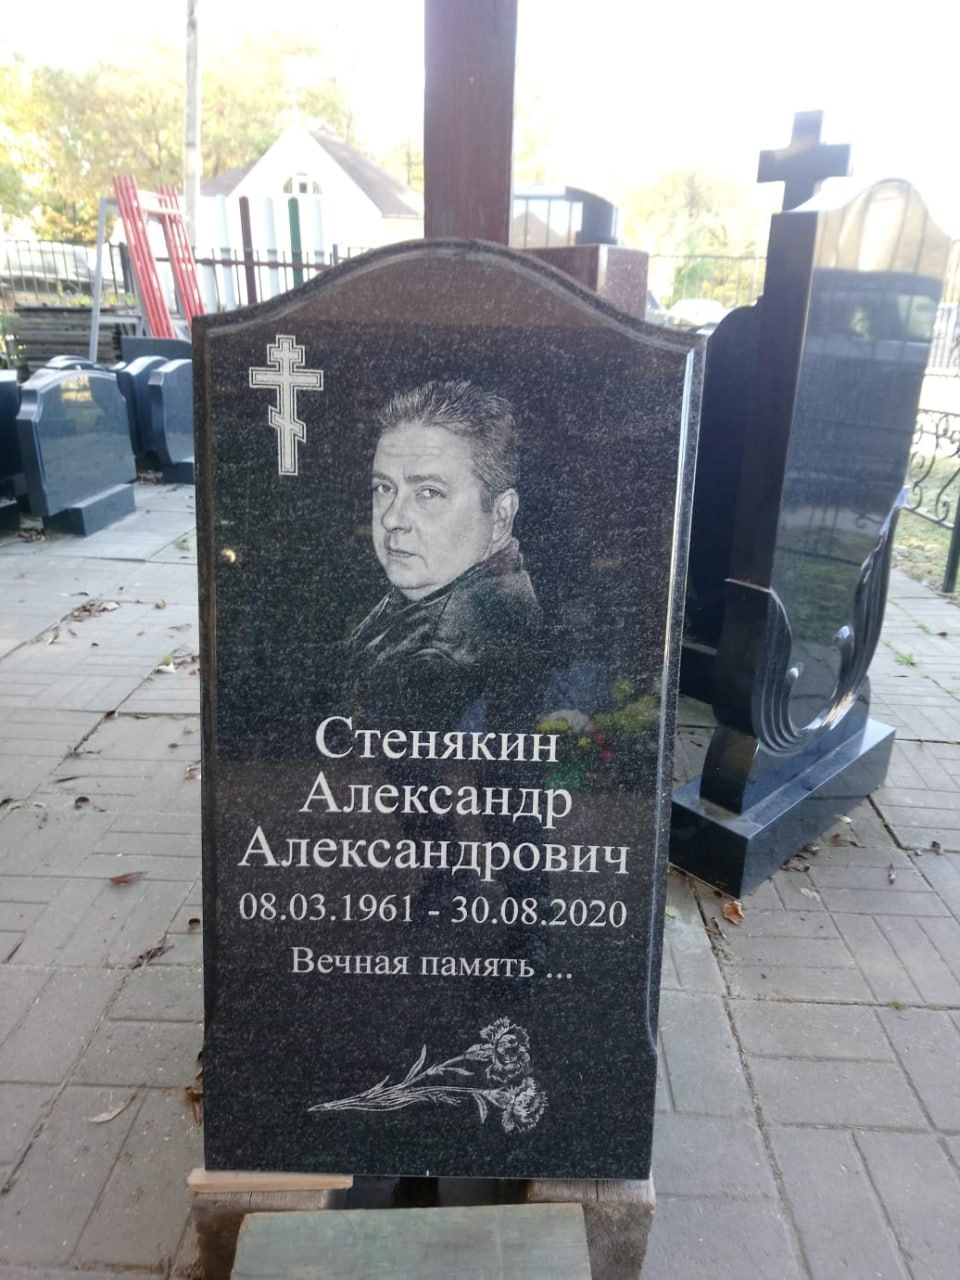 Стенякин
Александр
Александрович
08.03.1961 - 30.08.2020
Вечная память ...